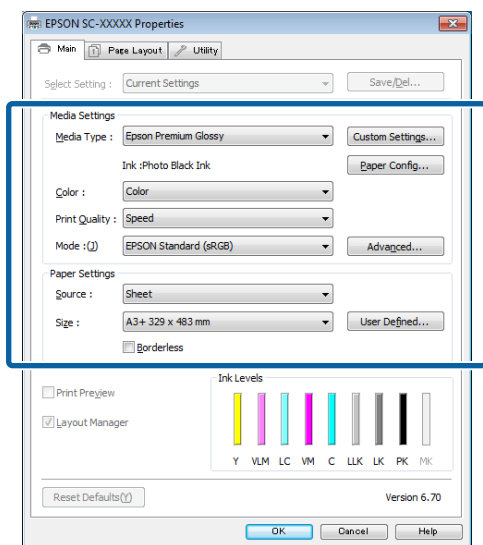 EPSON SC-XXXXX Properties
Main Page Layout Utility
Select Setting : Current Settings Save/Del...
Media Settings
Media Type : Epson Premium Glossy Custom Settings...
Ink :Photo Black Ink Paper Config...
Color : Color
Print Quality : Speed
Mode :(J) EPSON Standard (sRGB) Advanced...
Paper Settings
Source : Sheet
Size : A3+ 329 x 483 mm User Defined...
Borderless
Ink Levels
Print Preview
Layout Manager
Y VLM LC VM C LLK LK PK MK
Reset Defaults(Y) Version 6.70
OK Cancel Help